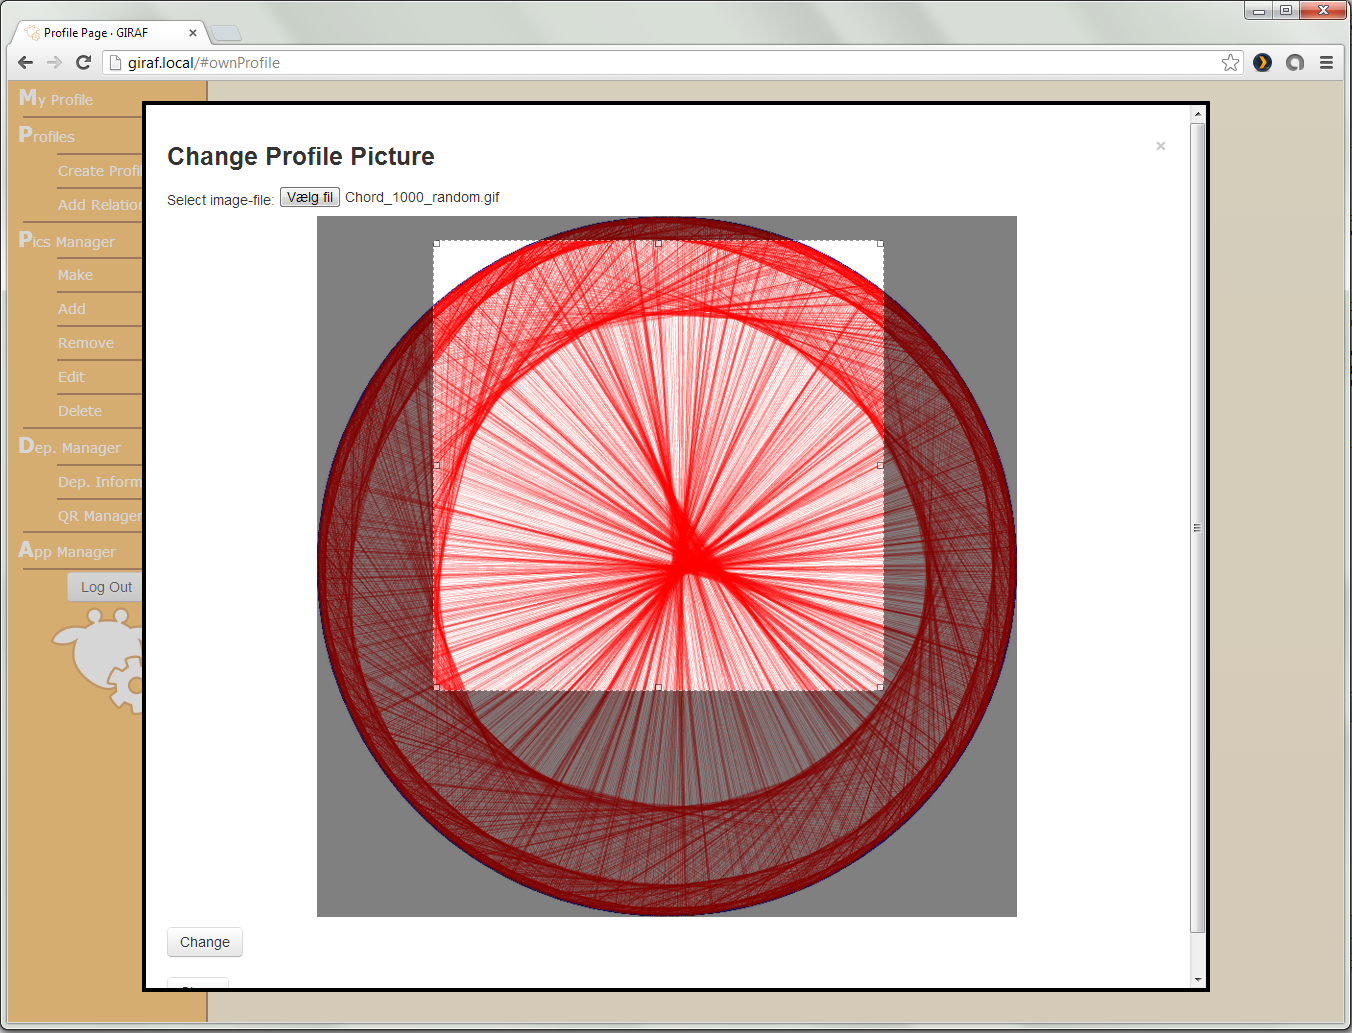 Profile Page · GIRAF
giraf.local/#ownProfile
My Profile
Profiles
Create Profi
Add Relation
Pics Manager
Make
Add
Remove
Edit
Delete
Dep. Manager
Dep. Inform
QR Manager
App Manager
Log Out
Change Profile Picture
×
Select image-file: Vælg fil Chord_1000_random.gif
Change